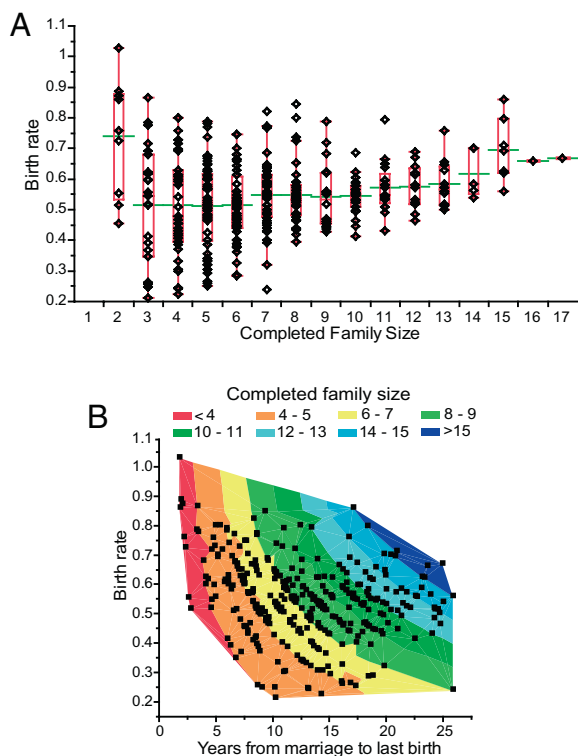 A
1.1
1.0
0.9
0.8
0.7
0.6
0.5
0.4
0.3
0.2
Birth rate
1 2 3 4 5 6 7 8 9 10 11 12 13 14 15 16 17
Completed Family Size
B
Completed family size
< 4 4 - 5 6 - 7 8 - 9
10 - 11 12 - 13 14 - 15 >15
1.1
1.0
0.9
0.8
0.7
0.6
0.5
0.4
0.3
0.2
Birth rate
0 5 10 15 20 25
Years from marriage to last birth